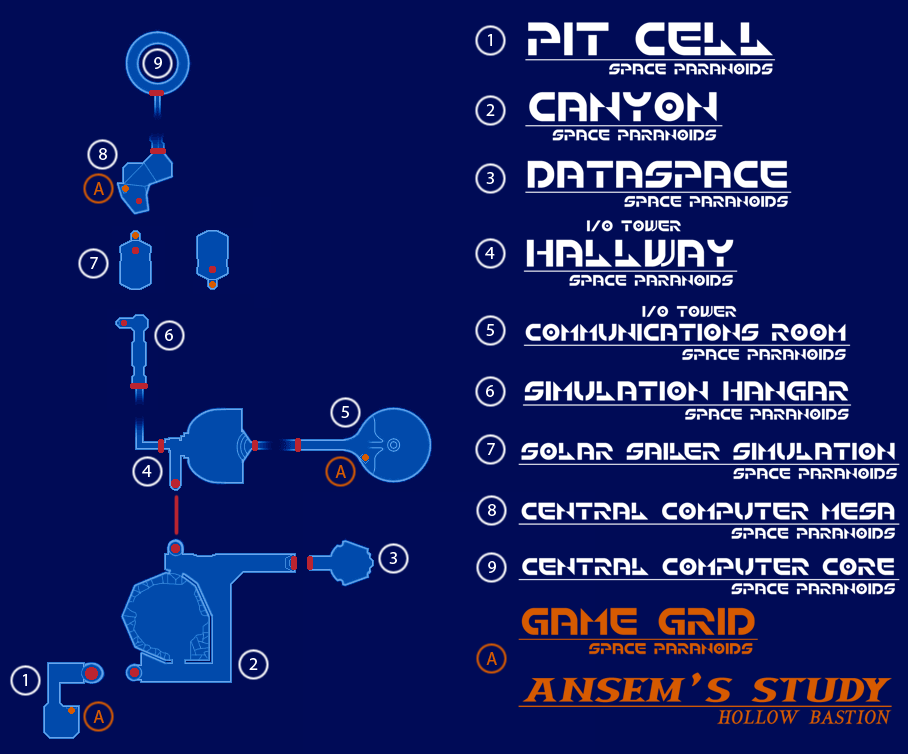 1 PIT CELL
SPACE PARANOIDS
2 CANYON
SPACE PARANOIDS
3 DATASPACE
SPACE PARANOIDS
I/O TOWER
4 HALLWAY
SPACE PARANOIDS
I/O TOWER
5 COMMUNICATIONS ROOM
SPACE PARANOIDS
6 SIMULATION HANGAR
SPACE PARANOIDS
7 SOLAR SAILER SIMULATION
SPACE PARANOIDS
8 CENTRAL COMPUTER MESA
SPACE PARANOIDS
9 CENTRAL COMPUTER CORE
SPACE PARANOIDS
GAME GRID
SPACE PARANOIDS
A
ANSEM'S STUDY
HOLLOW BASTION
9
8
A
7
6
5
4
A
3
2
1
A